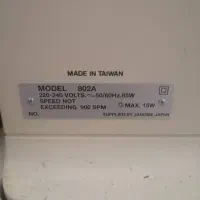 MADE IN TAIWAN
MODEL 802A
220-240 VOLTS.~50/60Hz,85W
SPEED NOT
EXCEEDING 900 SPM
MAX. 15W
NO.
SUPPLIED BY JANOME JAPAN